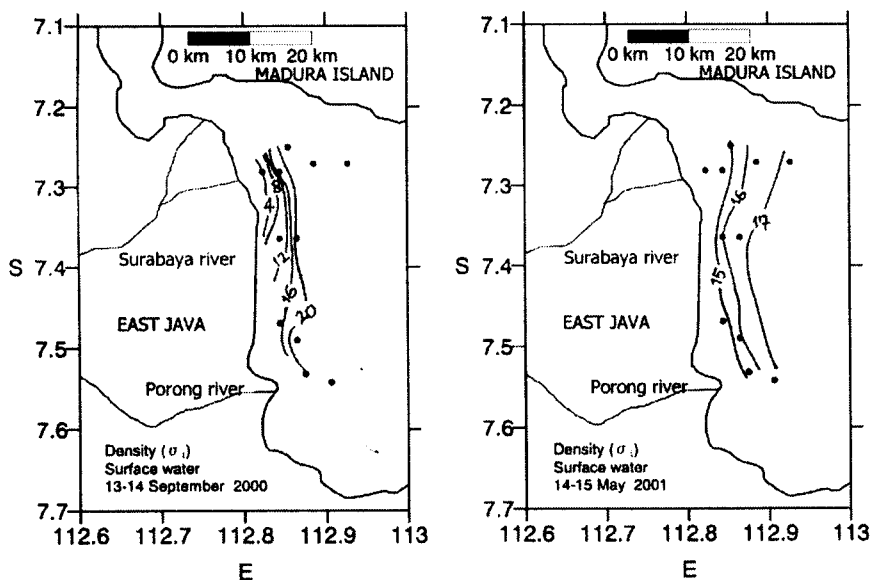 7.1
7.2
7.3
7.4
7.5
7.6
7.7
S
0 km 10 km 20 km
MADURA ISLAND
8
4
12
16
20
Surabaya river
EAST JAVA
Porong river
Density (σt)
Surface water
13-14 September 2000
112.6 112.7 112.8 112.9 113
E
7.1
7.2
7.3
7.4
7.5
7.6
7.7
S
0 km 10 km 20 km
MADURA ISLAND
16
17
15
Surabaya river
EAST JAVA
Porong river
Density (σt)
Surface water
14-15 May 2001
112.6 112.7 112.8 112.9 113
E